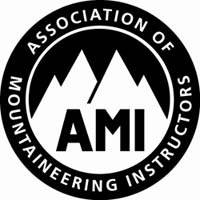 ASSOCIATION OF
MOUNTAINEERING INSTRUCTORS
AMI